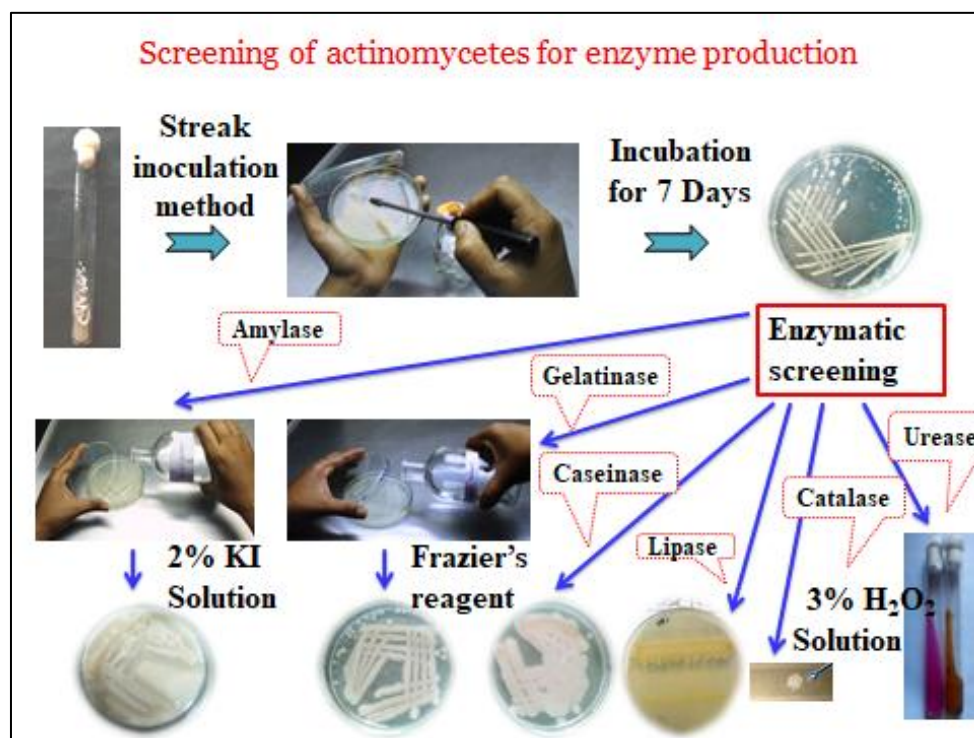 Screening of actinomycetes for enzyme production
Streak
inoculation
method
Incubation
for 7 Days
Amylase
Enzymatic
screening
Gelatinase
Urease
Caseinase
Catalase
Lipase
2% KI
Solution
Frazier's
reagent
3% H₂O₂
Solution